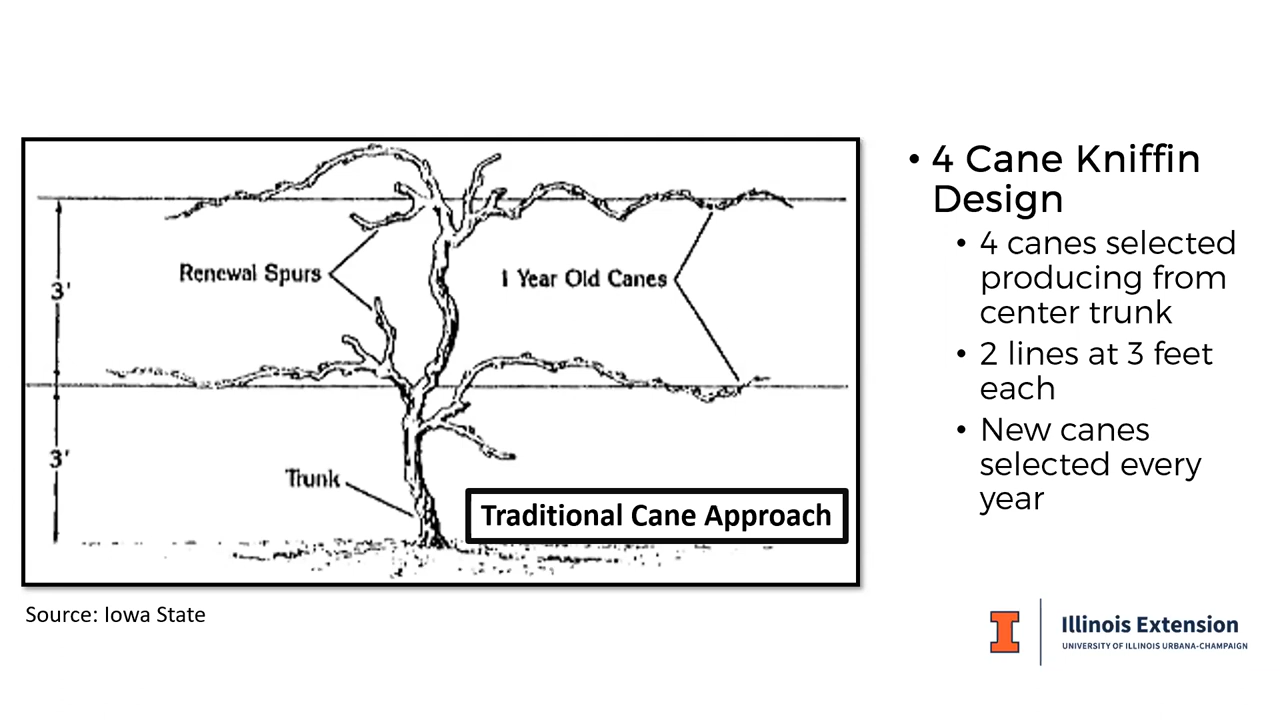 3'
Renewal Spurs
1 Year Old Canes
3'
Trunk
Traditional Cane Approach
Source: Iowa State
• 4 Cane Kniffin
Design
• 4 canes selected
producing from
center trunk
• 2 lines at 3 feet
each
• New canes
selected every
year
I
Illinois Extension
UNIVERSITY OF ILLINOIS URBANA-CHAMPAIGN